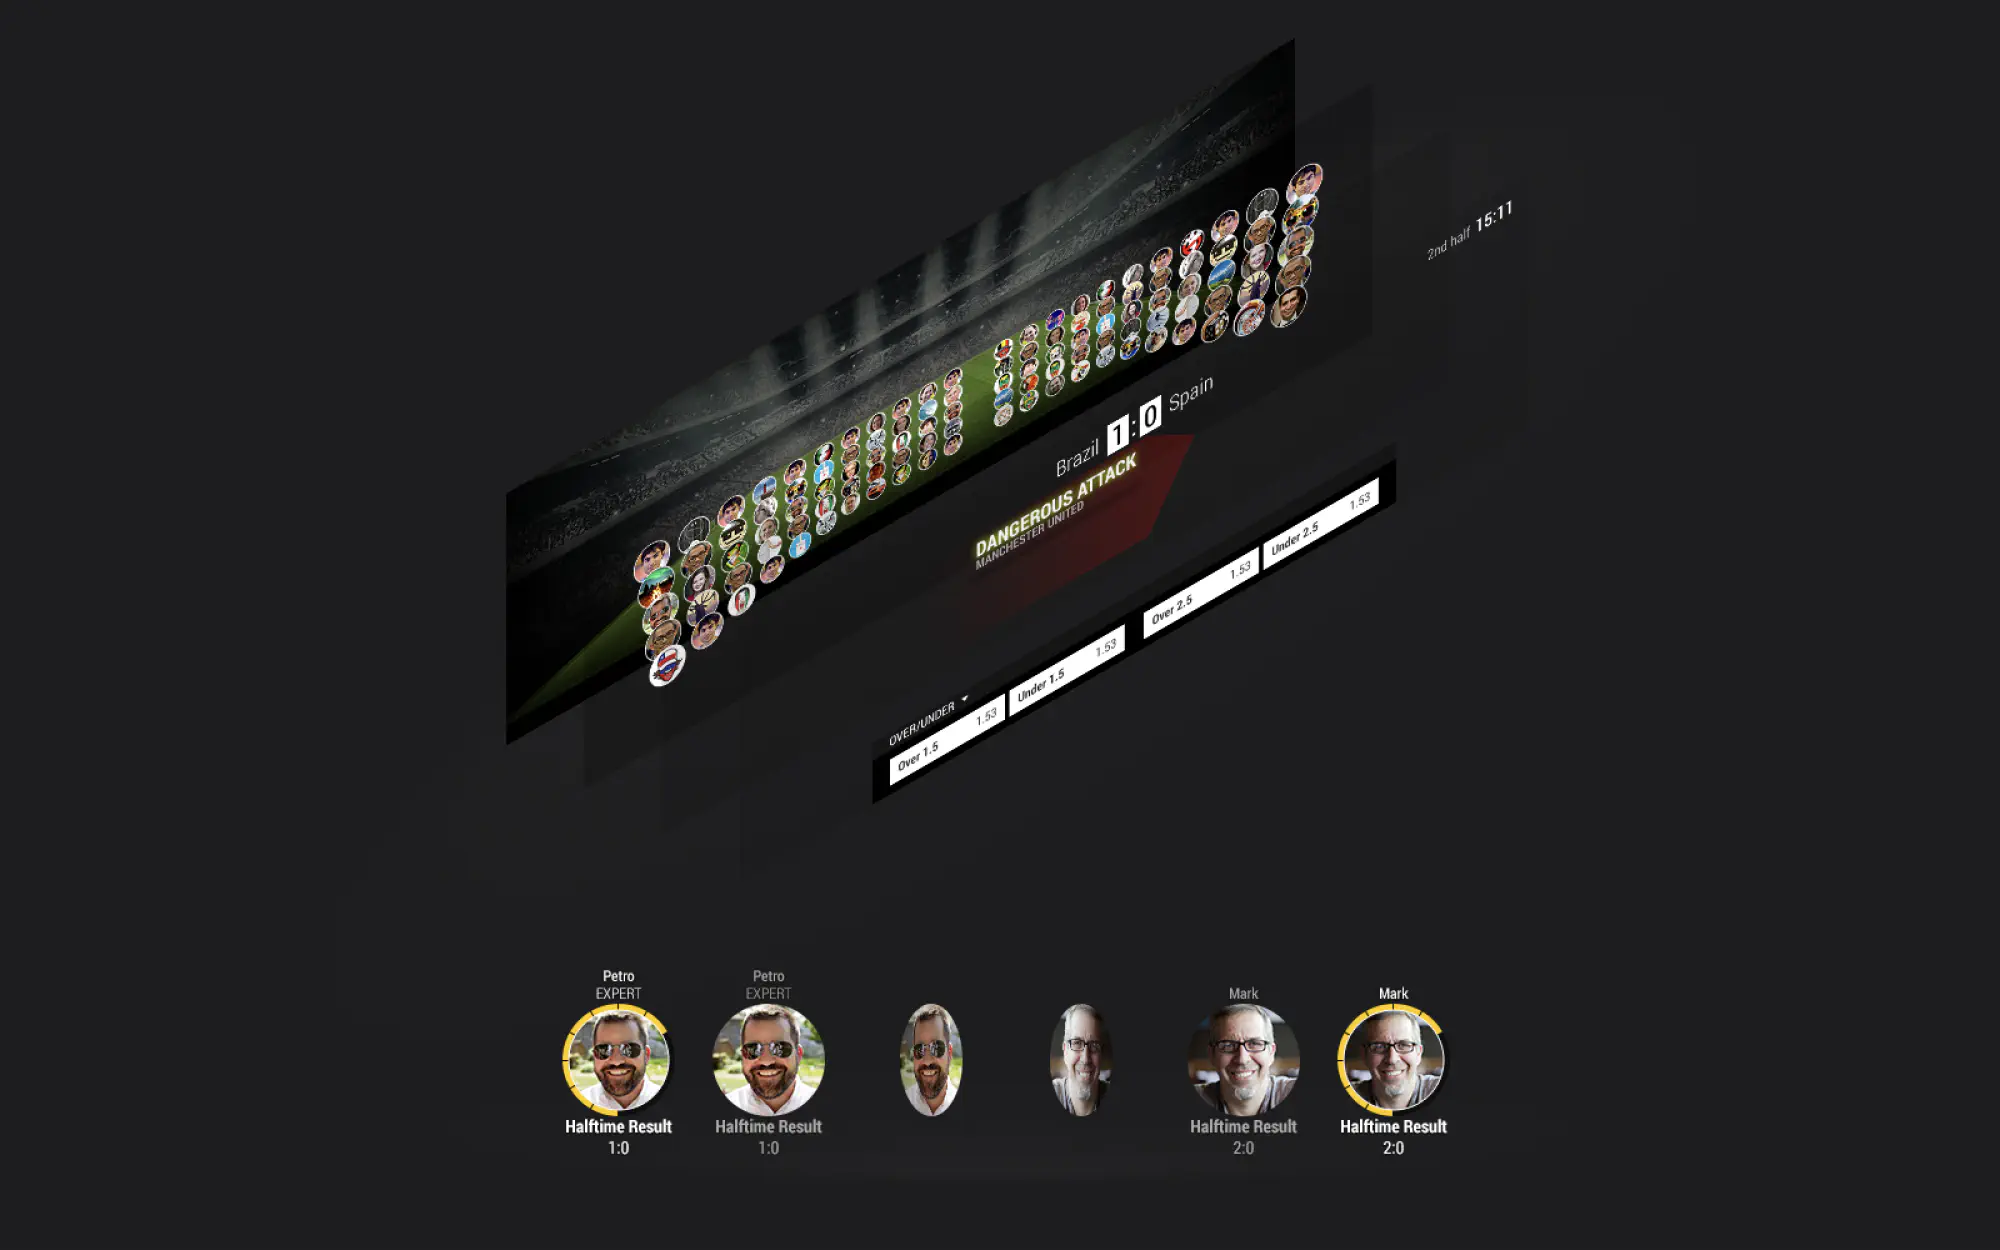 2nd half 15:11
Brazil 1:0 Spain
DANGEROUS ATTACK
MANCHESTER UNITED
OVER/UNDER
Over 1.5 1.53
Under 1.5 1.53
Over 2.5 1.53
Under 2.5 1.53
Petro
EXPERT
Halftime Result
1:0
Petro
EXPERT
Halftime Result
1:0
Mark
Halftime Result
2:0
Mark
Halftime Result
2:0